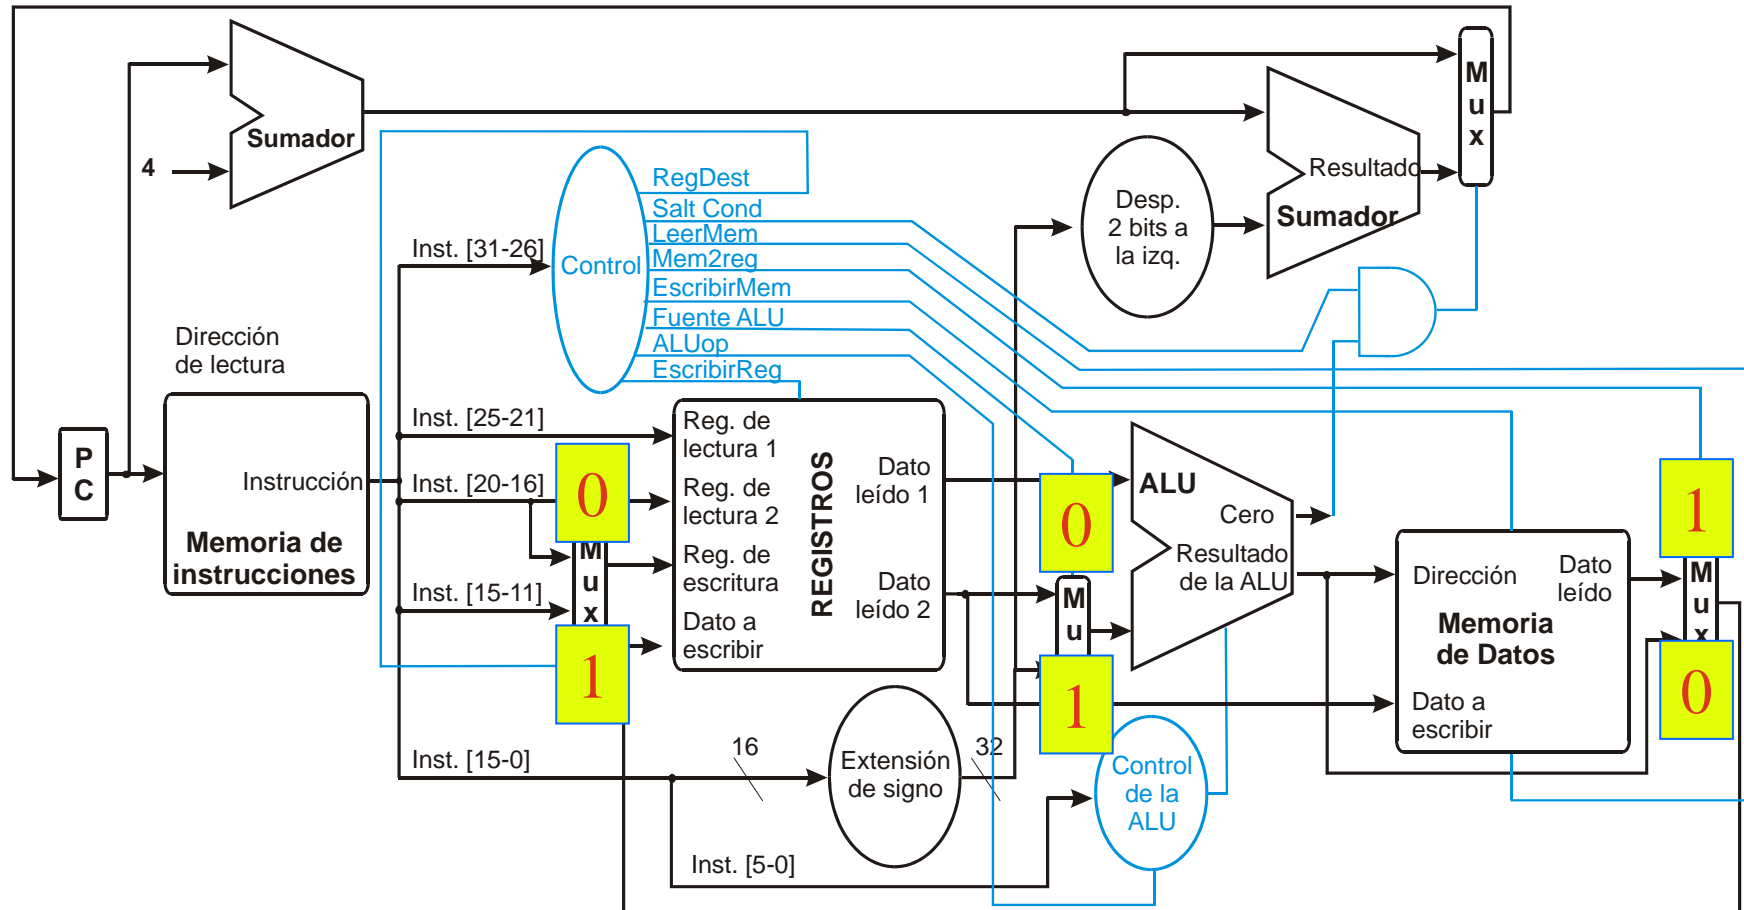 4
Sumador
M
u
x
Resultado
Sumador
Desp.
2 bits a
la izq.
RegDest
Salt Cond
LeerMem
Mem2reg
EscribirMem
Fuente ALU
ALUop
EscribirReg
Control
Inst. [31-26]
Dirección
de lectura
P
C
Instrucción
Memoria de
instrucciones
Inst. [25-21]
Inst. [20-16]
Inst. [15-11]
Inst. [15-0]
Inst. [5-0]
0
M
u
x
1
Reg. de
lectura 1
Reg. de
lectura 2
Reg. de
escritura
Dato a
escribir
REGISTROS
Dato
leído 1
Dato
leído 2
16
Extensión
de signo
32
0
M
u
1
ALU
Cero
Resultado
de la ALU
Control
de la
ALU
Dirección
Dato
leído
Memoria
de Datos
Dato a
escribir
1
M
u
x
0